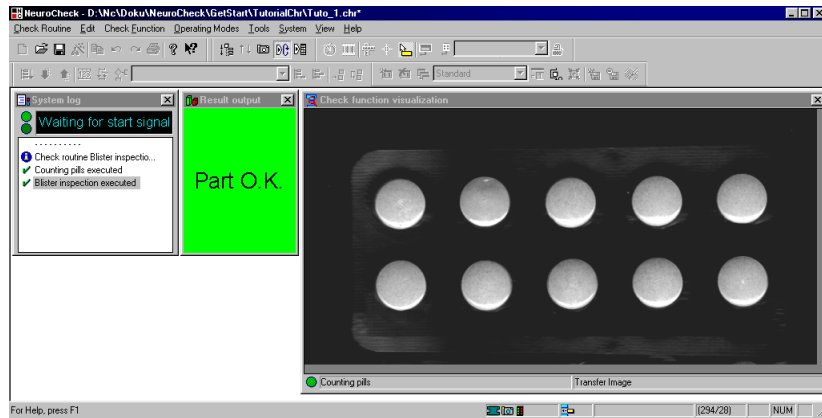 NeuroCheck - D:\Nc\Doku\NeuroCheck\GetStart\TutorialChr\Tuto_1.chr*
Check Routine Edit Check Function Operating Modes Tools System View Help
Standard
System log
Waiting for start signal
. . . . . . . . . .
Check routine Blister inspectio...
Counting pills executed
Blister inspection executed
Result output
Part O.K.
Check function visualization
Counting pills
Transfer Image
For Help, press F1
(294/28)
NUM